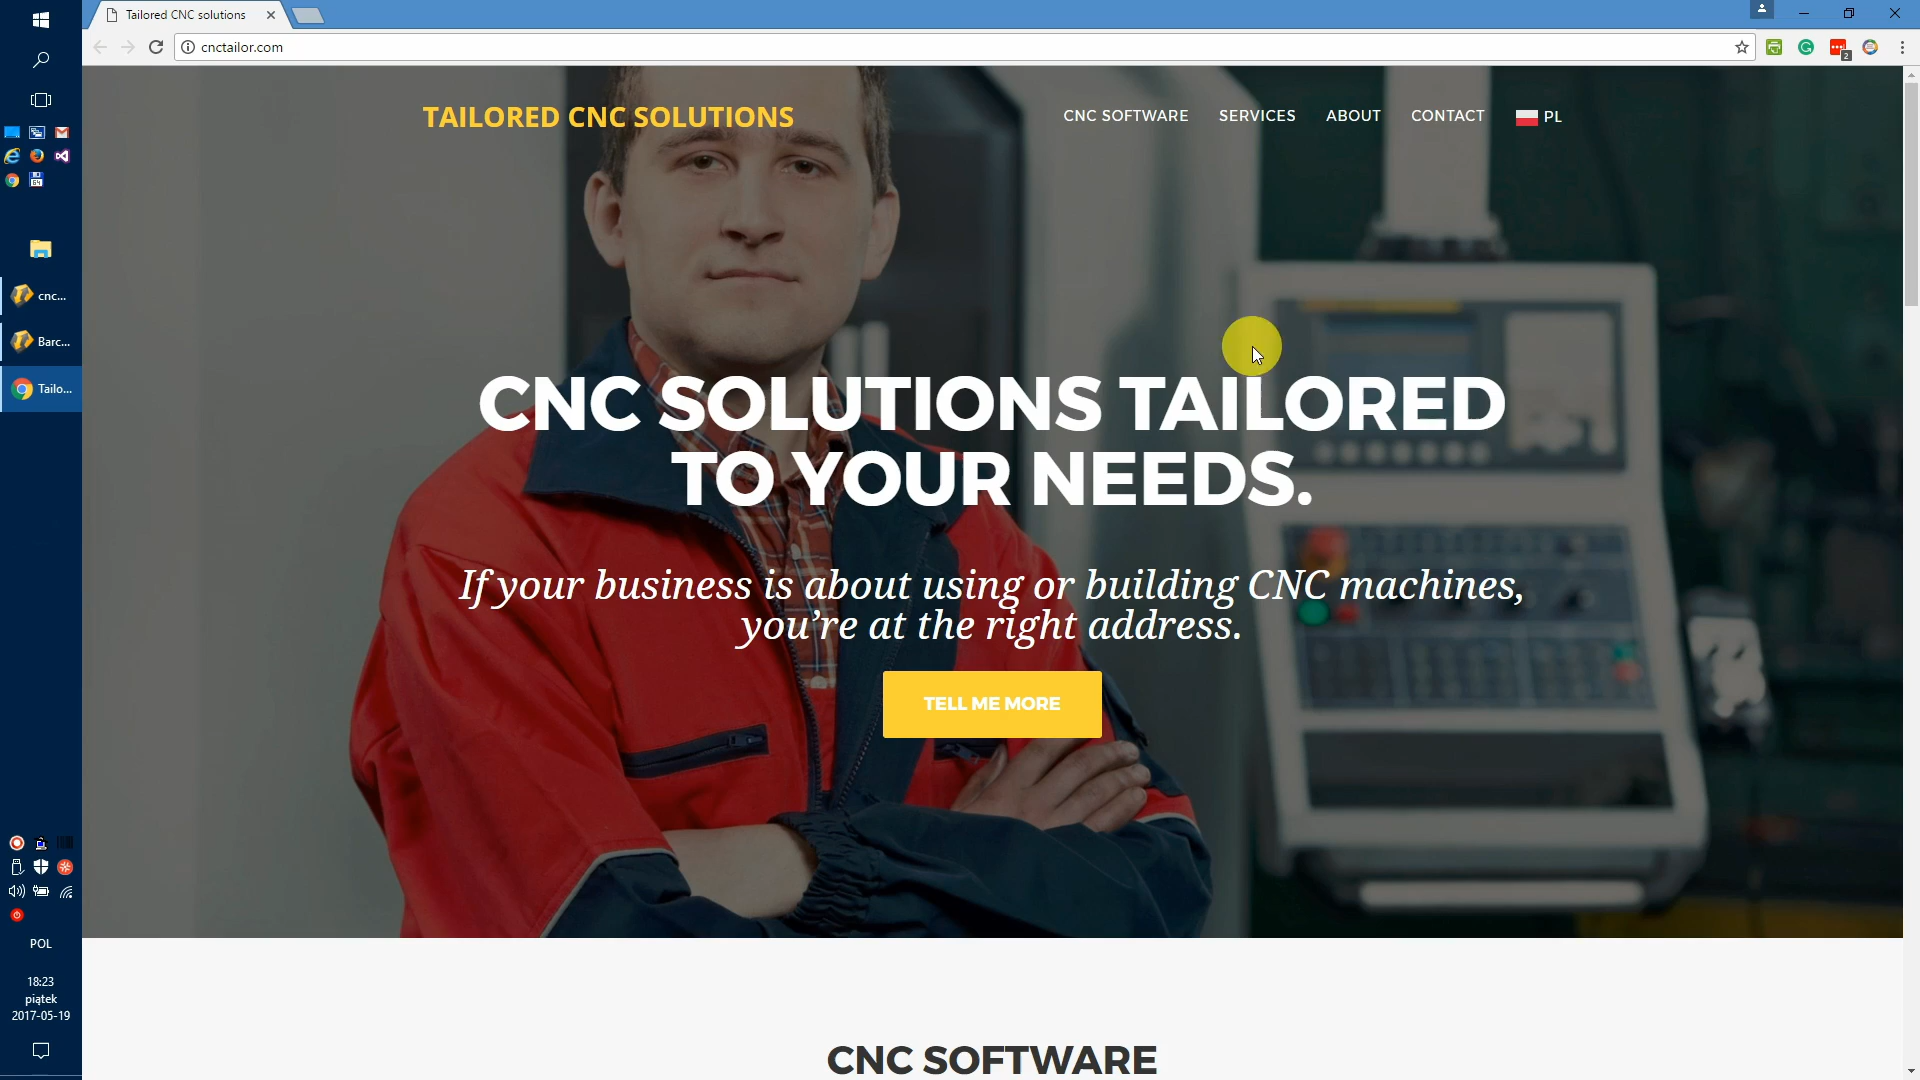 Tailored CNC solutions
cnctailor.com
2
64
cnc...
Barc...
Tailo...
TAILORED CNC SOLUTIONS
CNC SOFTWARE
SERVICES
ABOUT
CONTACT
PL
CNC SOLUTIONS TAILORED
TO YOUR NEEDS.
If your business is about using or building CNC machines,
you’re at the right address.
TELL ME MORE
CNC SOFTWARE
POL
18:23
piątek
2017-05-19